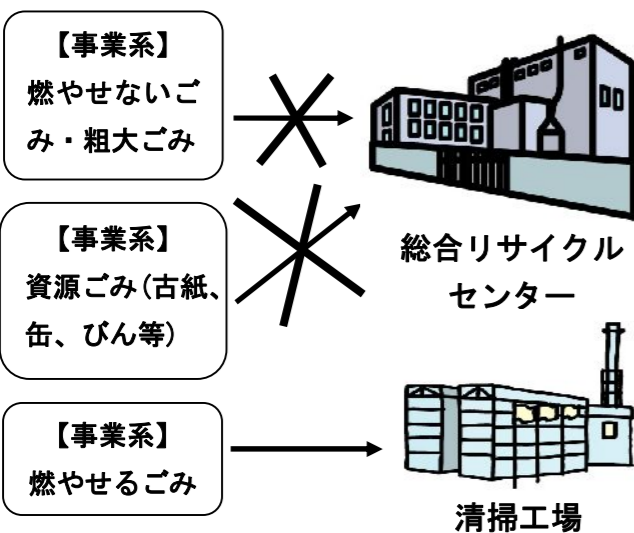 【事業系】
燃やせないご
み・粗大ごみ
総合リサイクル
センター
【事業系】
資源ごみ(古紙、
缶、びん等)
【事業系】
燃やせるごみ
清掃工場